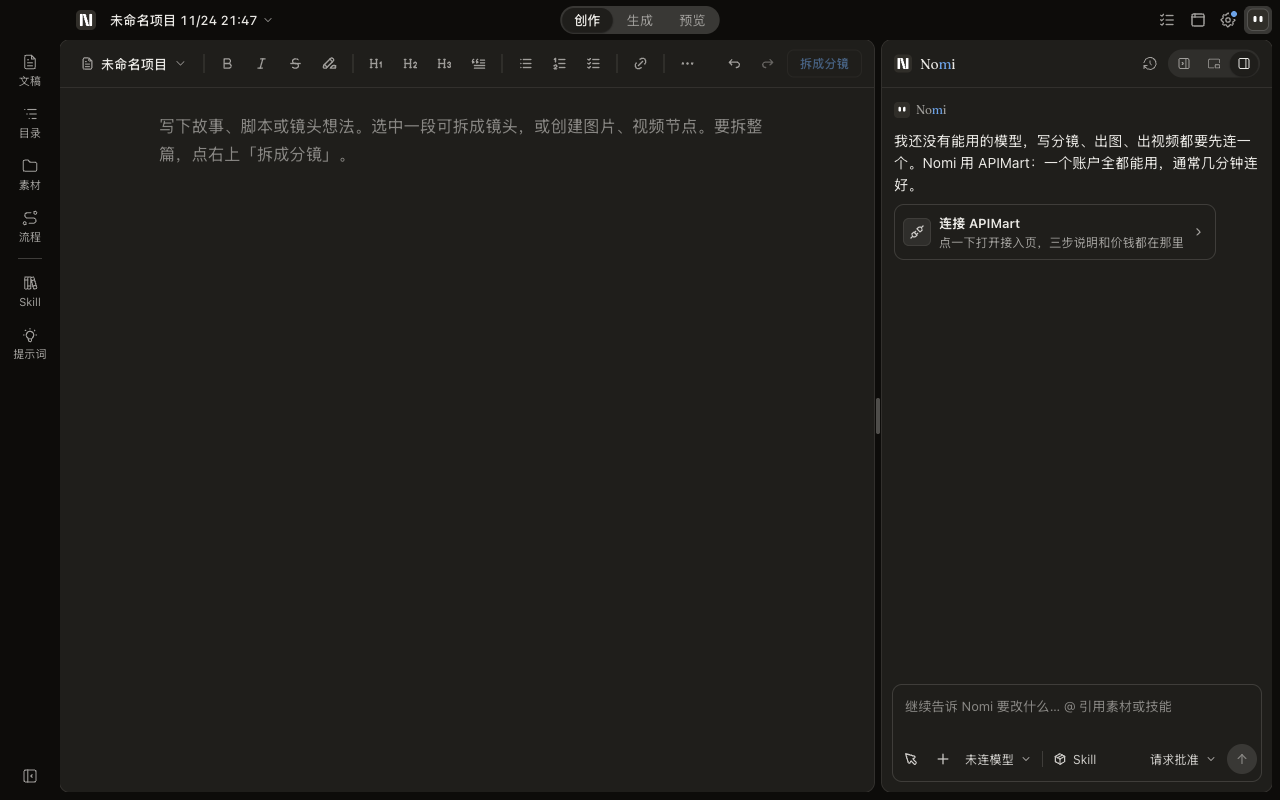 未命名项目 11/24 21:47
创作 生成 预览
文稿
目录
素材
流程
Skill
提示词
未命名项目
B I S H1 H2 H3
拆成分镜
写下故事、脚本或镜头想法。选中一段可拆成镜头，或创建图片、视频节点。要拆整
篇，点右上「拆成分镜」。
Nomi
Nomi
我还没有能用的模型，写分镜、出图、出视频都要先连一
个。Nomi 用 APIMart：一个账户全都能用，通常几分钟连
好。
连接 APIMart
点一下打开接入页，三步说明和价钱都在那里
继续告诉 Nomi 要改什么... @ 引用素材或技能
未连模型 Skill 请求批准